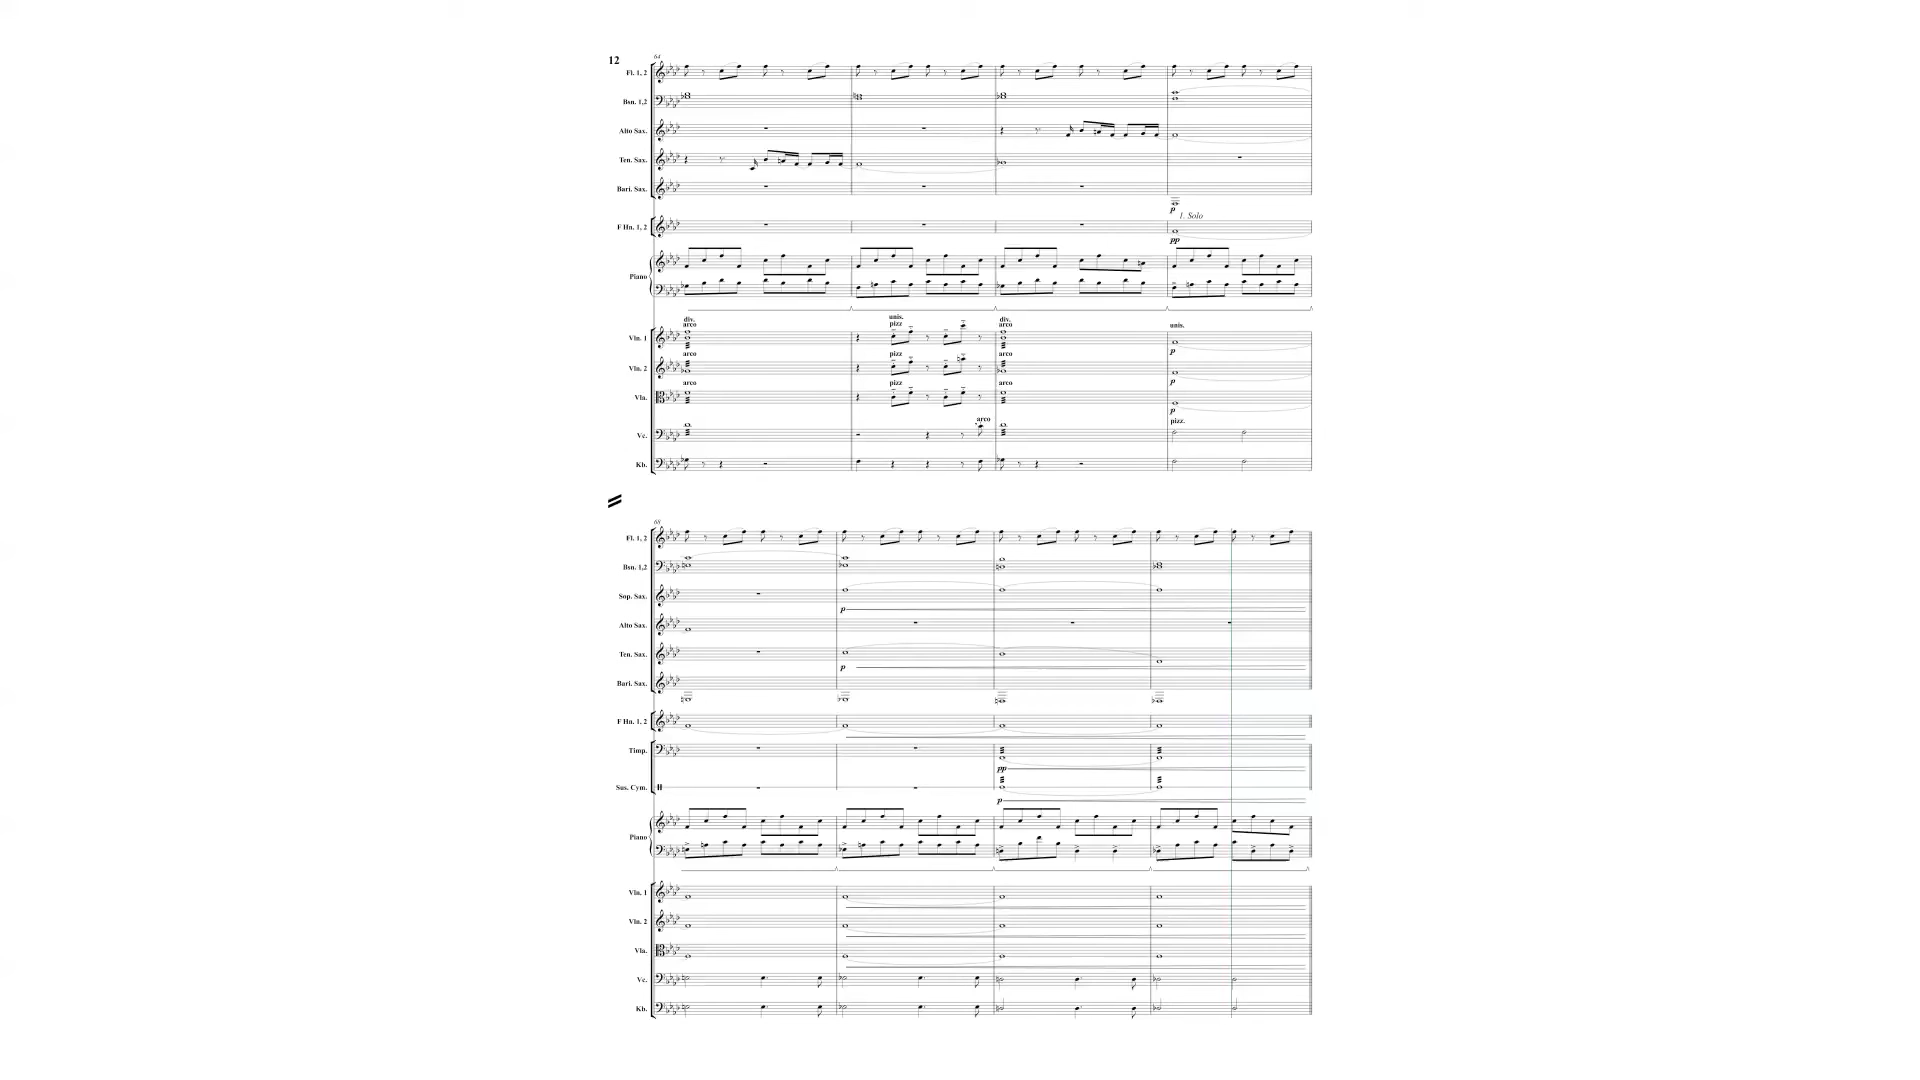 12
64
Fl. 1, 2
Bsn. 1,2
Alto Sax.
Ten. Sax.
Bari. Sax.
p
1. Solo
F Hn. 1, 2
pp
Piano
div. unis. div.
arco pizz arco unis.
Vln. 1
p
arco pizz arco
Vln. 2
p
arco pizz arco
Vla.
p
arco pizz.
Vc.
Kb.
68
Fl. 1, 2
Bsn. 1,2
Sop. Sax.
p
Alto Sax.
Ten. Sax.
p
Bari. Sax.
F Hn. 1, 2
Timp.
pp
Sus. Cym.
p
Piano
Vln. 1
Vln. 2
Vla.
Vc.
Kb.